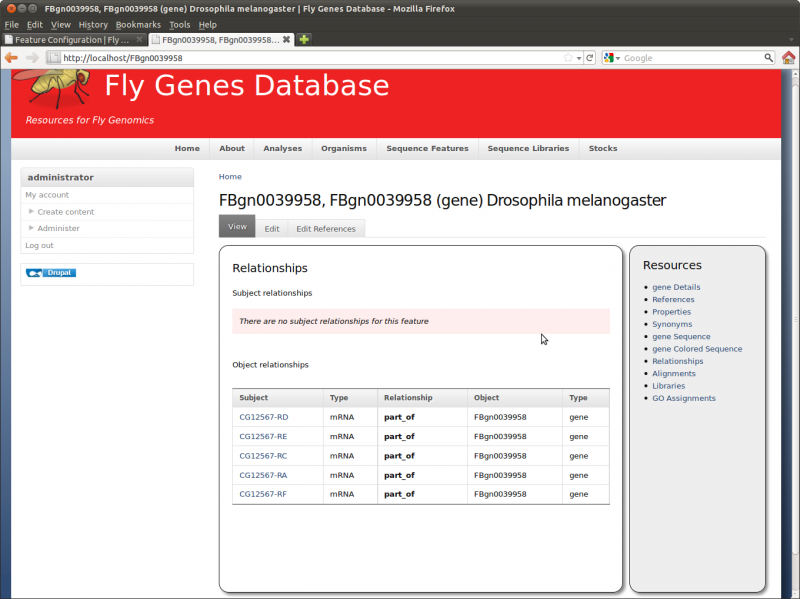 FBgn0039958, FBgn0039958 (gene) Drosophila melanogaster | Fly Genes Database - Mozilla Firefox
File Edit View History Bookmarks Tools Help
Feature Configuration | Fly ... FBgn0039958, FBgn0039958...
http://localhost/FBgn0039958 Google
Fly Genes Database
Resources for Fly Genomics
Home About Analyses Organisms Sequence Features Sequence Libraries Stocks
administrator
My account
Create content
Administer
Log out
Drupal
Home
FBgn0039958, FBgn0039958 (gene) Drosophila melanogaster
View Edit Edit References
Relationships
Subject relationships
There are no subject relationships for this feature
Object relationships
Subject Type Relationship Object Type
CG12567-RD mRNA part_of FBgn0039958 gene
CG12567-RE mRNA part_of FBgn0039958 gene
CG12567-RC mRNA part_of FBgn0039958 gene
CG12567-RA mRNA part_of FBgn0039958 gene
CG12567-RF mRNA part_of FBgn0039958 gene
Resources
gene Details
References
Properties
Synonyms
gene Sequence
gene Colored Sequence
Relationships
Alignments
Libraries
GO Assignments